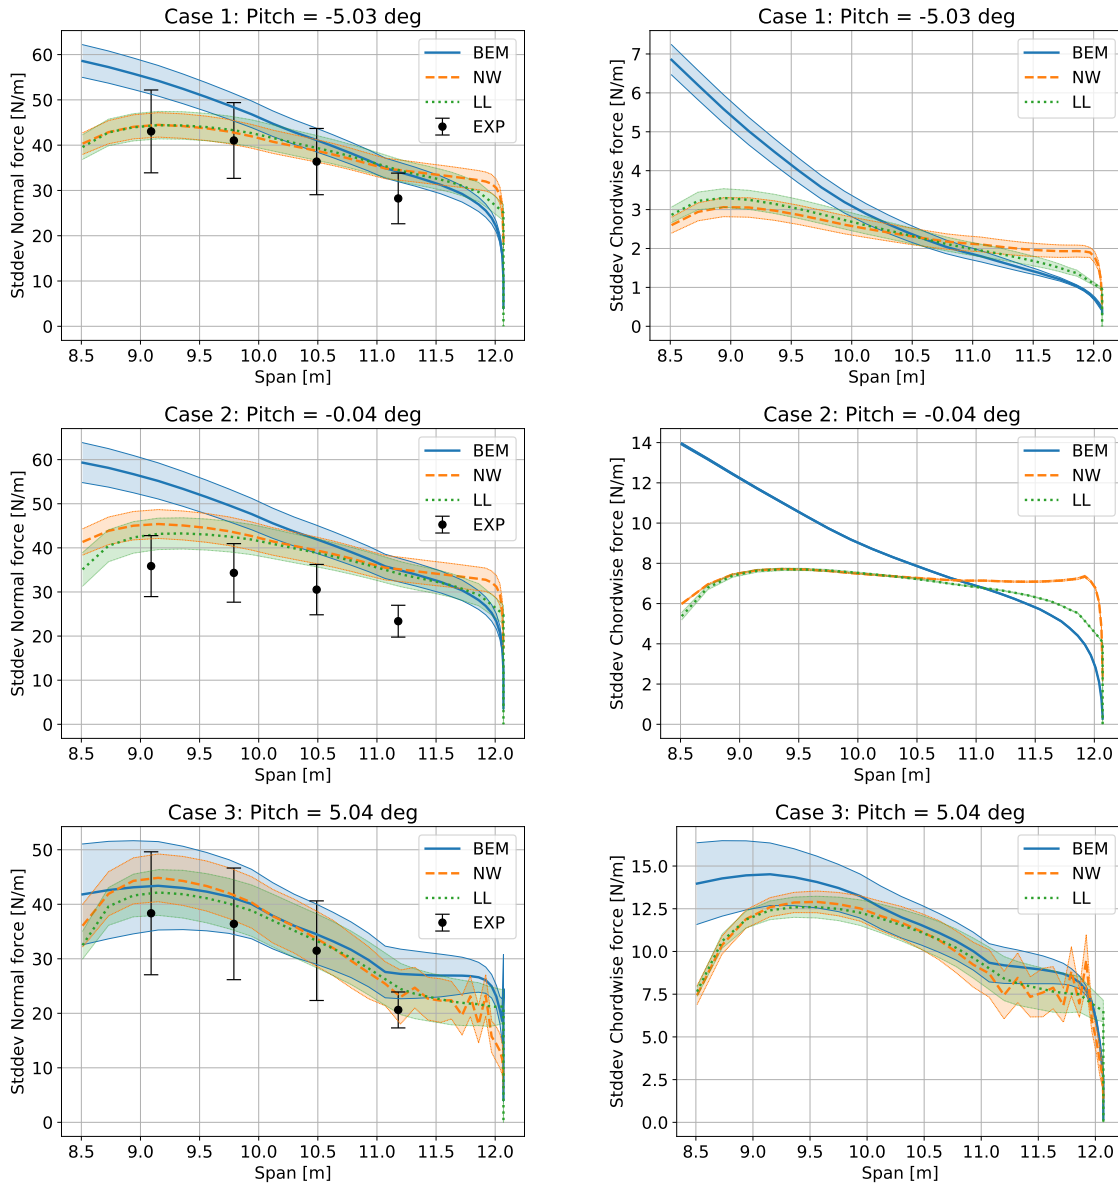 Case 1: Pitch = -5.03 deg
Stddev Normal force [N/m]
60
50
40
30
20
10
0
BEM
NW
LL
EXP
8.5 9.0 9.5 10.0 10.5 11.0 11.5 12.0
Span [m]
Case 1: Pitch = -5.03 deg
Stddev Chordwise force [N/m]
7
6
5
4
3
2
1
0
BEM
NW
LL
8.5 9.0 9.5 10.0 10.5 11.0 11.5 12.0
Span [m]
Case 2: Pitch = -0.04 deg
Stddev Normal force [N/m]
60
50
40
30
20
10
0
BEM
NW
LL
EXP
8.5 9.0 9.5 10.0 10.5 11.0 11.5 12.0
Span [m]
Case 2: Pitch = -0.04 deg
Stddev Chordwise force [N/m]
14
12
10
8
6
4
2
0
BEM
NW
LL
8.5 9.0 9.5 10.0 10.5 11.0 11.5 12.0
Span [m]
Case 3: Pitch = 5.04 deg
Stddev Normal force [N/m]
50
40
30
20
10
0
BEM
NW
LL
EXP
8.5 9.0 9.5 10.0 10.5 11.0 11.5 12.0
Span [m]
Case 3: Pitch = 5.04 deg
Stddev Chordwise force [N/m]
15.0
12.5
10.0
7.5
5.0
2.5
0.0
BEM
NW
LL
8.5 9.0 9.5 10.0 10.5 11.0 11.5 12.0
Span [m]